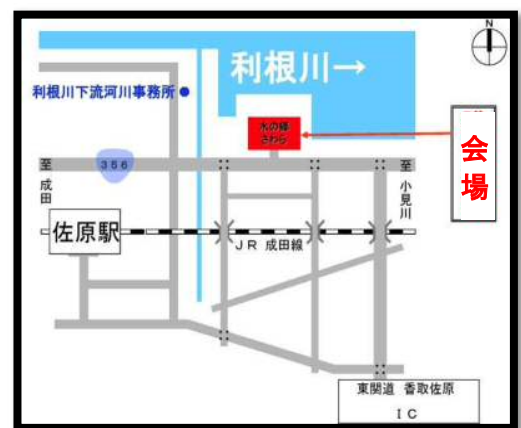 N
利根川→
利根川下流河川事務所
水の郷
さわら
会
場
至
成田
356
至
小見川
佐原駅
JR 成田線
東関道 香取佐原
IC